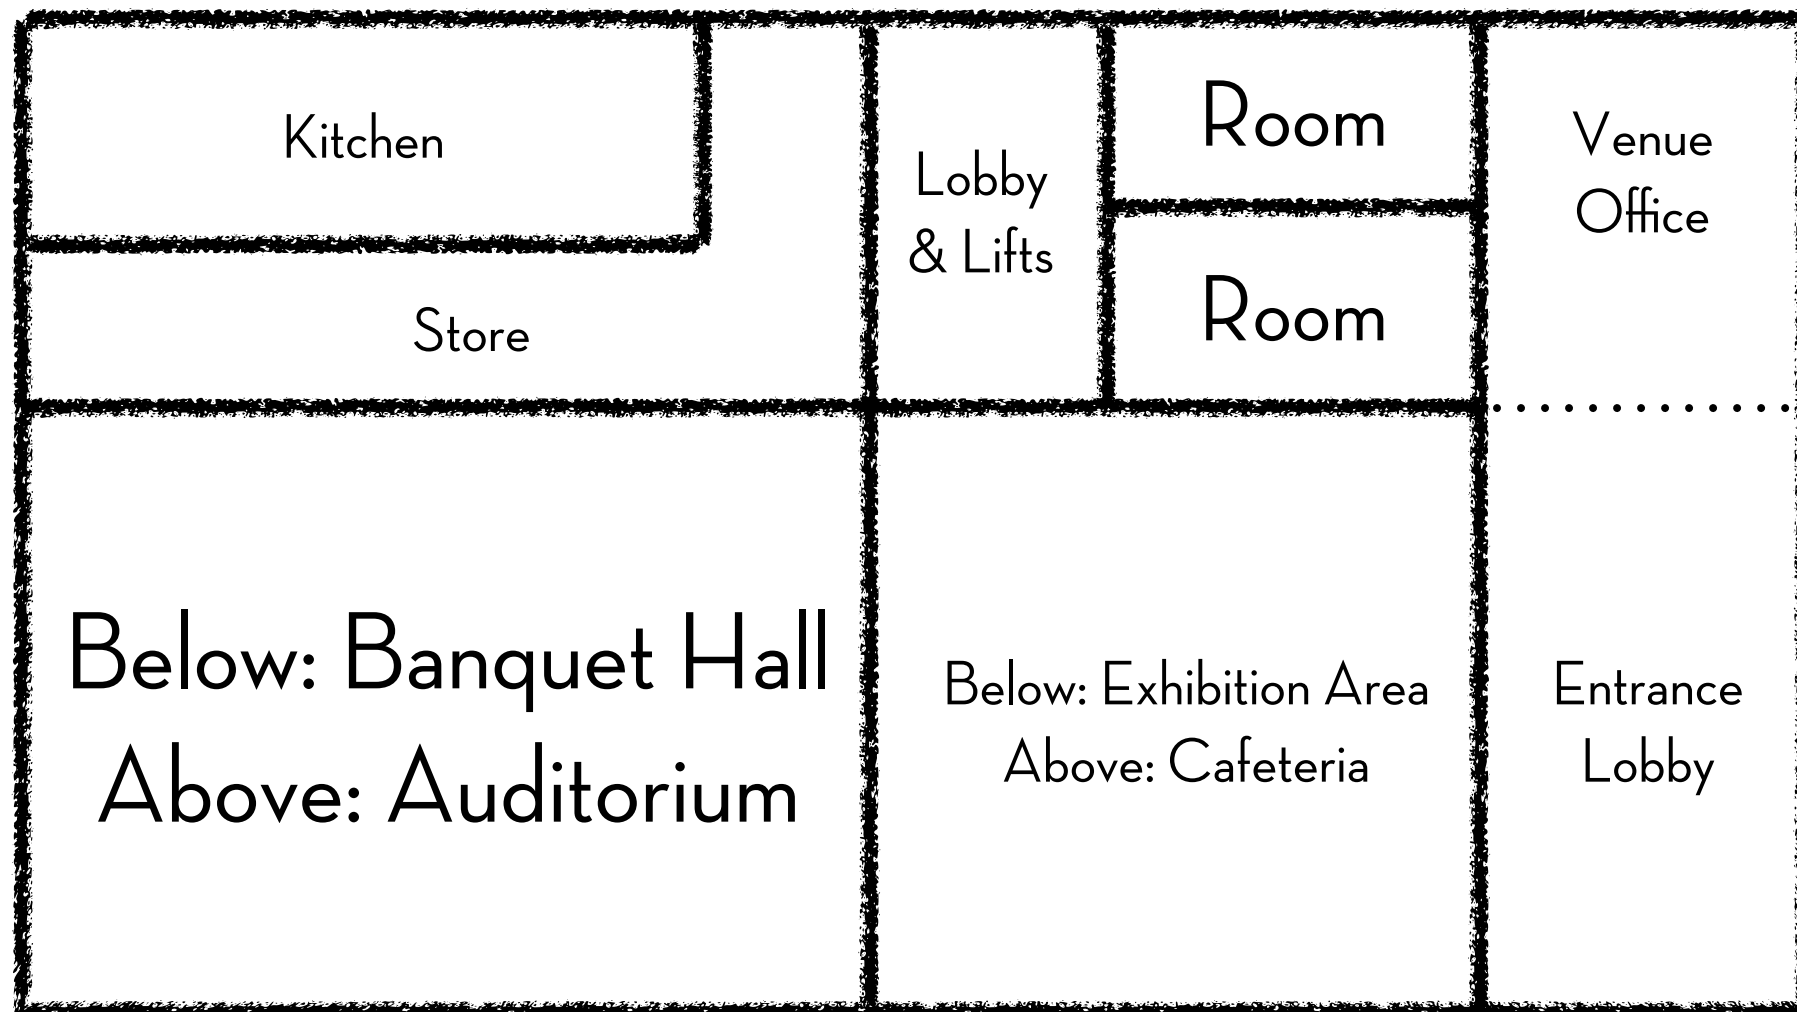 Kitchen
Store
Lobby
& Lifts
Room
Room
Venue
Office
Below: Banquet Hall
Above: Auditorium
Below: Exhibition Area
Above: Cafeteria
Entrance
Lobby